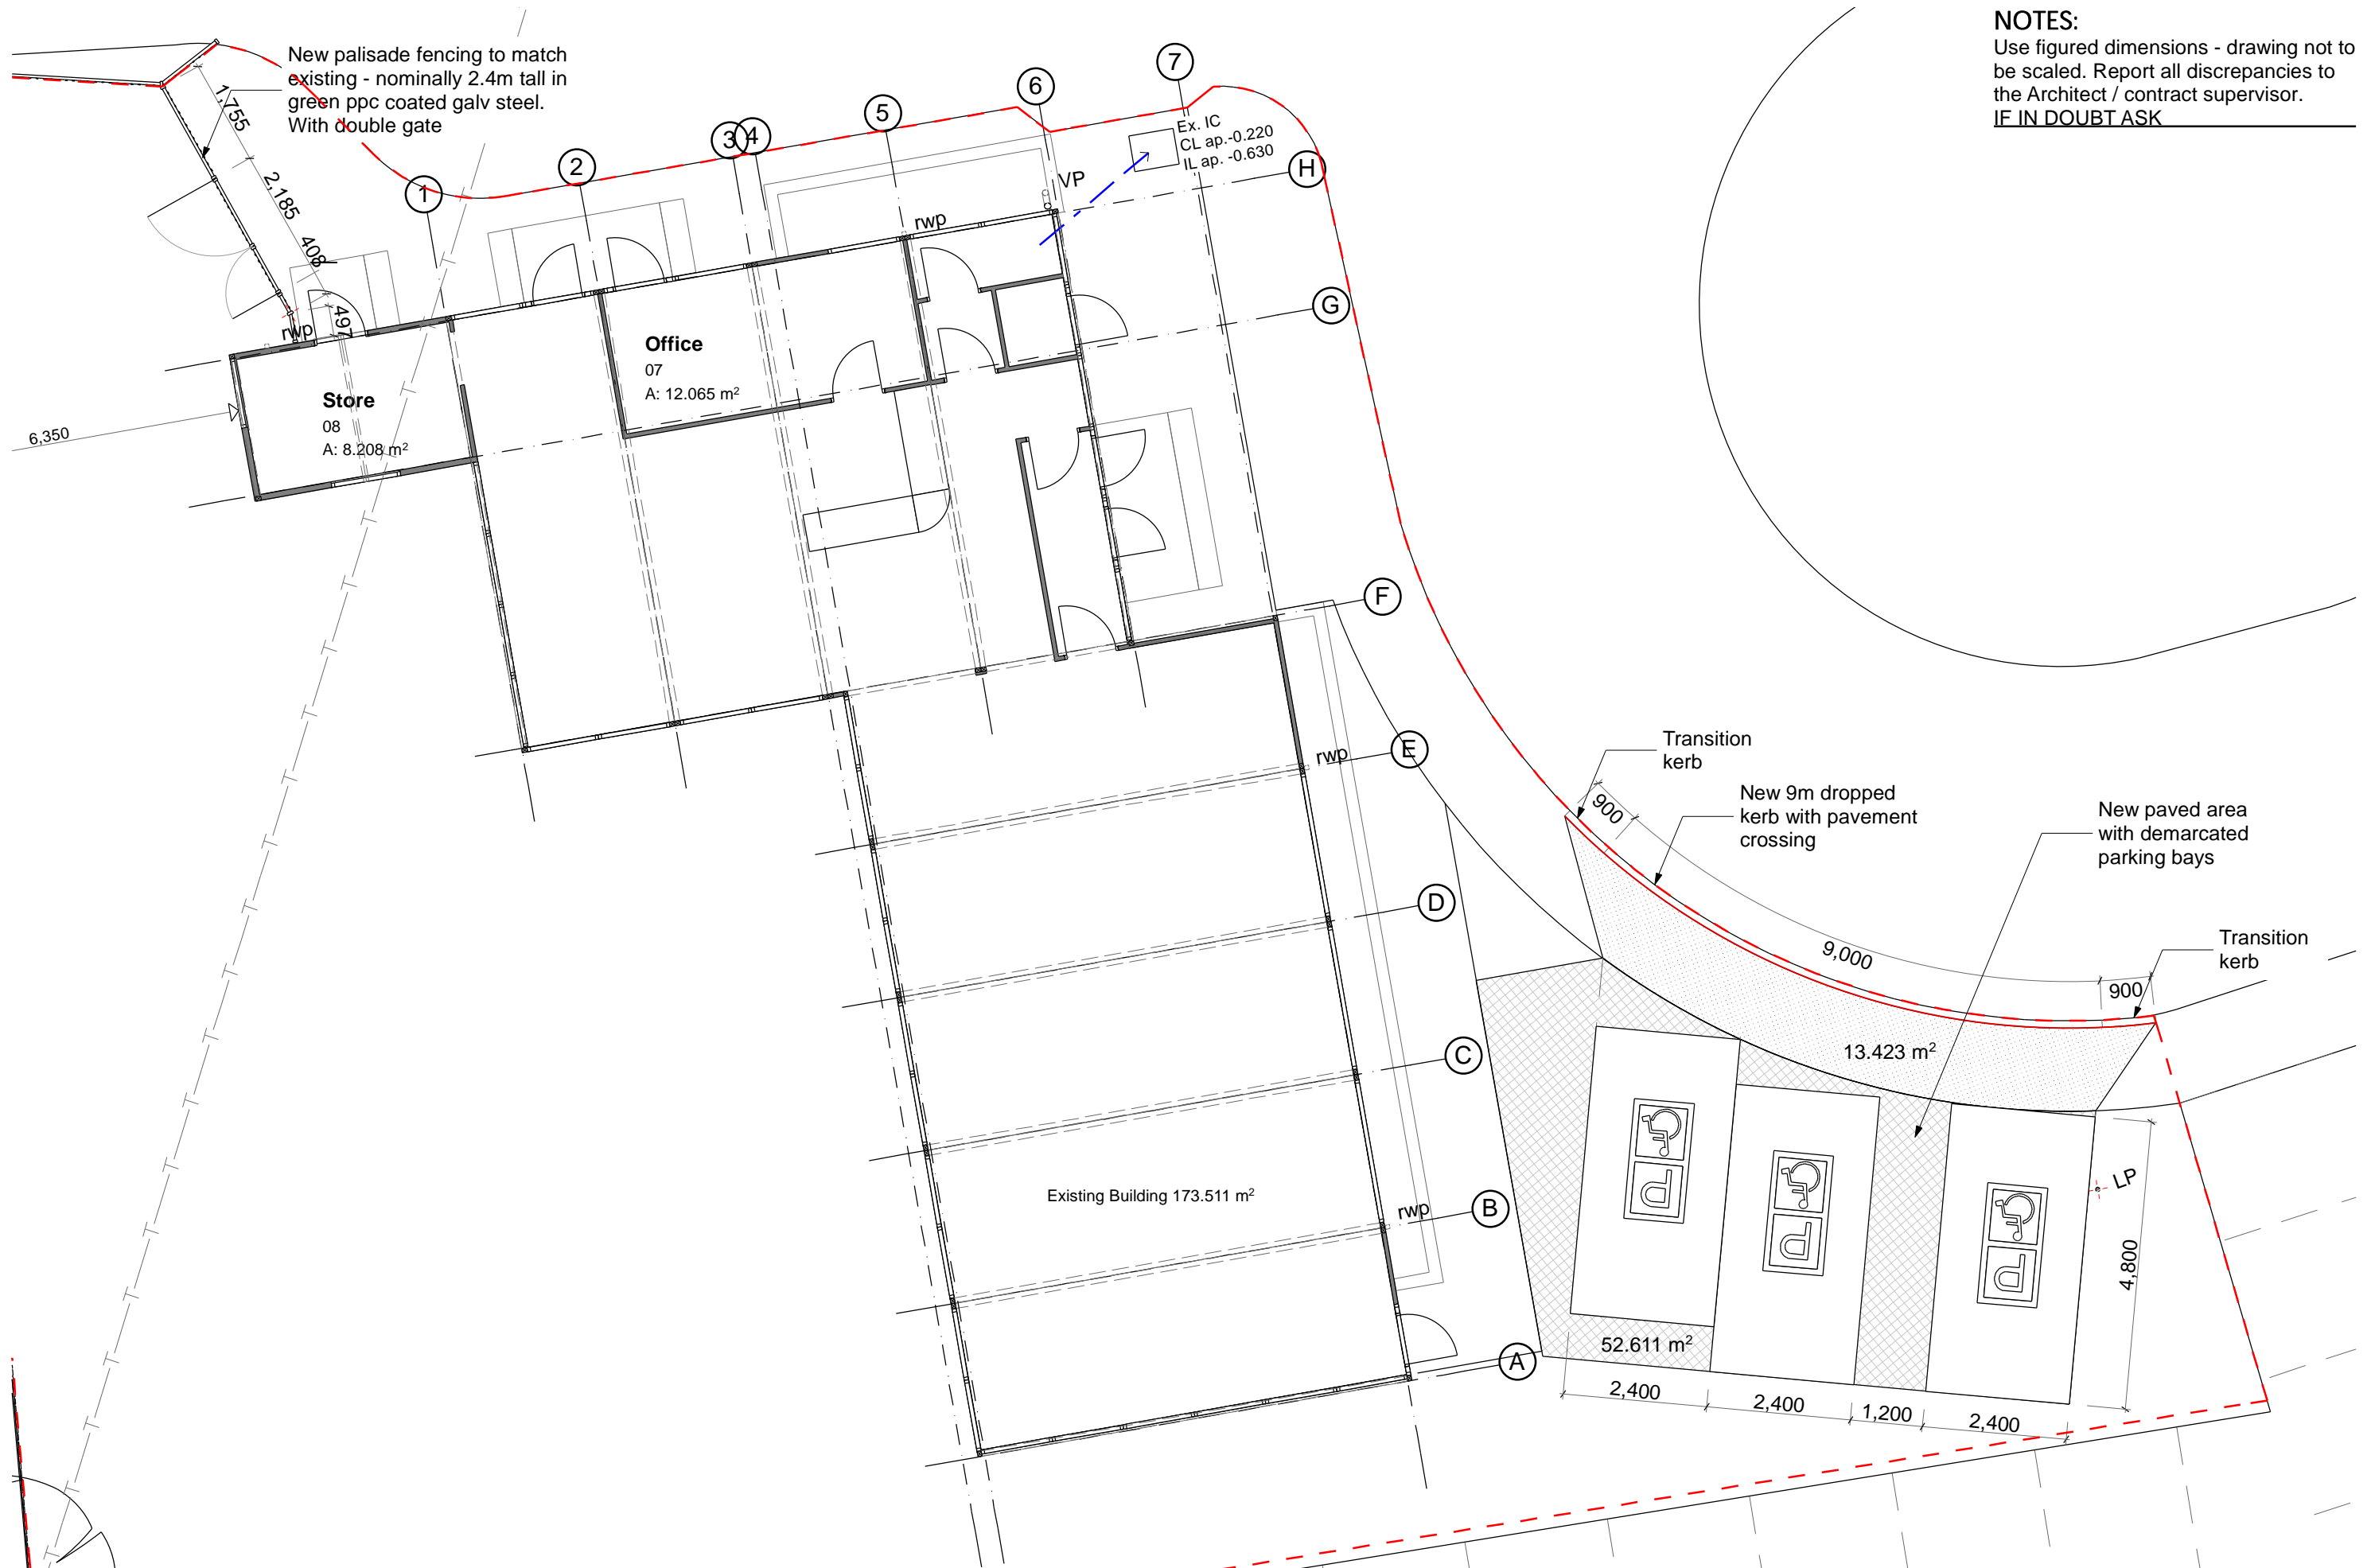 NOTES:
Use figured dimensions - drawing not to
be scaled. Report all discrepancies to
the Architect / contract supervisor.
IF IN DOUBT ASK
New palisade fencing to match
existing - nominally 2.4m tall in
green ppc coated galv steel.
With double gate
1,755
2,185
408
497
1
2
3
4
5
6
7
Ex. IC
CL ap.-0.220
IL ap. -0.630
VP
rwp
H
G
F
E
D
C
B
A
rwp
Office
07
A: 12.065 m²
Store
08
A: 8.208 m²
6,350
rwp
rwp
Existing Building 173.511 m²
Transition
kerb
900
New 9m dropped
kerb with pavement
crossing
New paved area
with demarcated
parking bays
9,000
Transition
kerb
900
13.423 m²
P
P
P
LP
4,800
52.611 m²
2,400
2,400
1,200
2,400